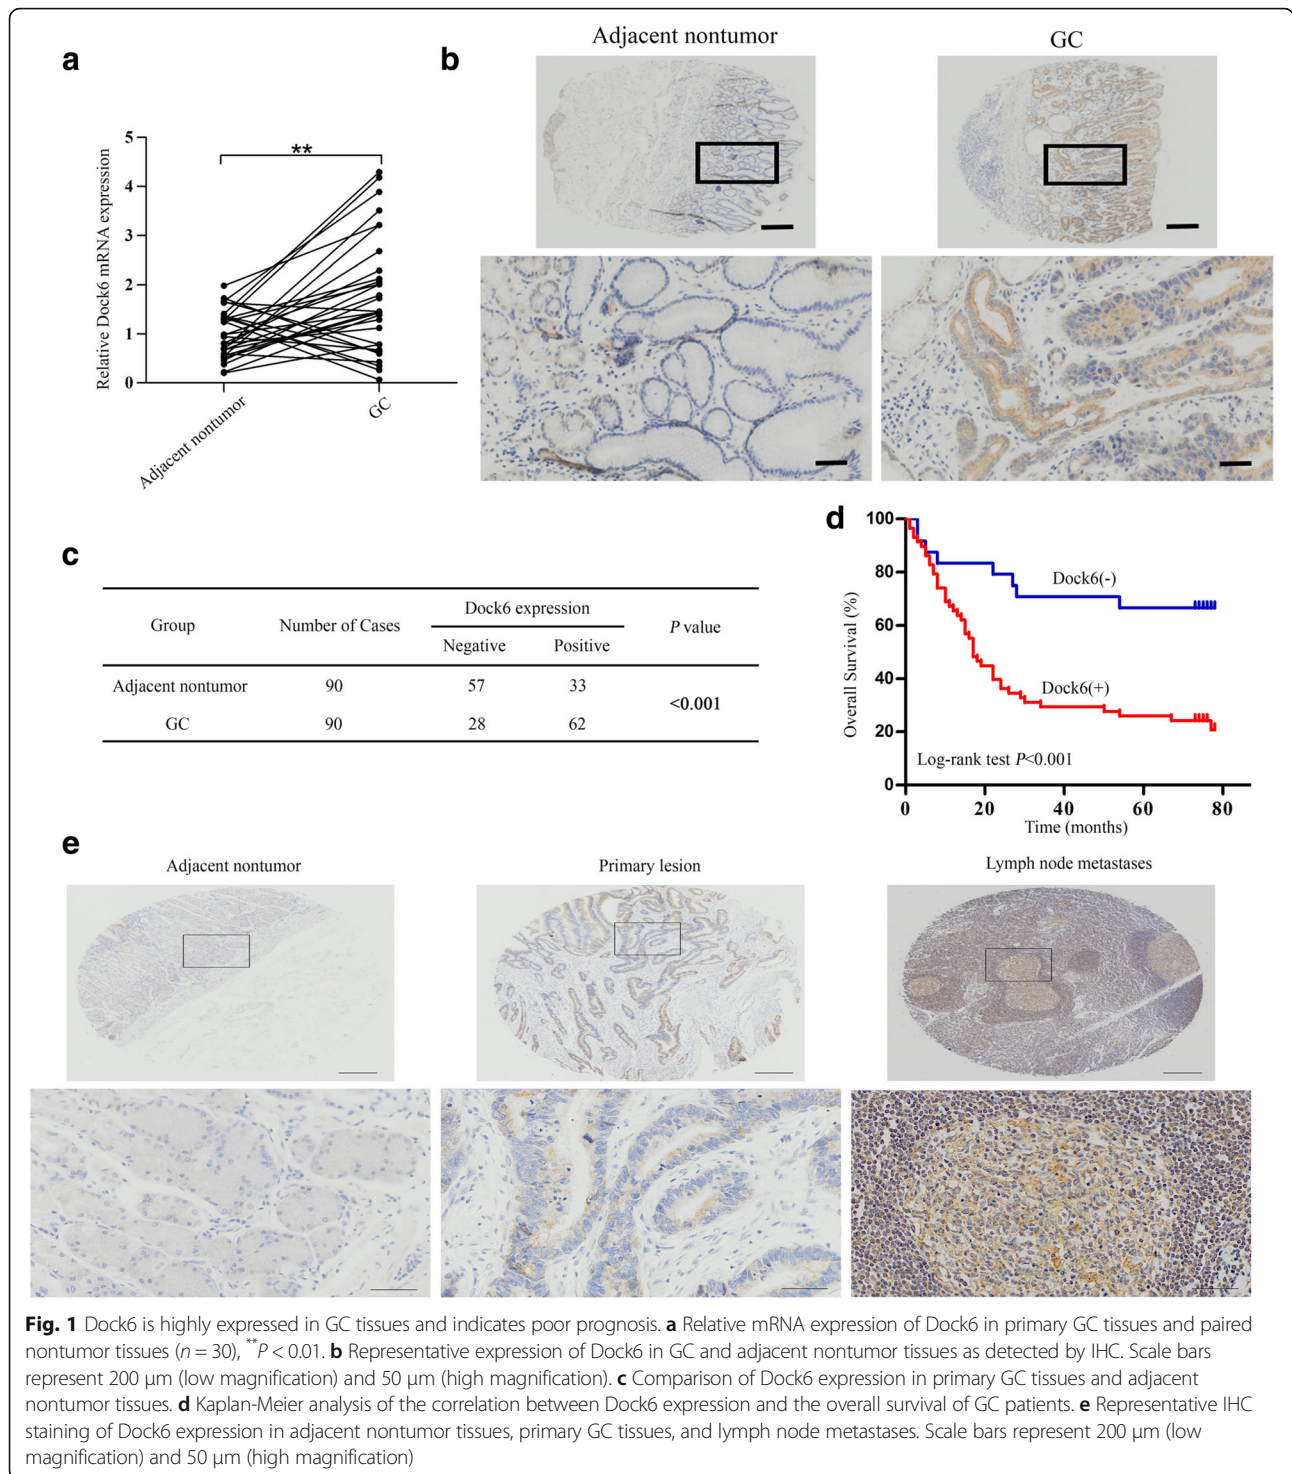 a
Relative Dock6 mRNA expression
5
4
3
2
1
0
**
Adjacent nontumor
GC
b
Adjacent nontumor
GC
c
Group
Number of Cases
Dock6 expression
Negative
Positive
P value
Adjacent nontumor
90
57
33
<0.001
GC
90
28
62
d
Overall Survival (%)
100
80
60
40
20
0
Dock6(-)
Dock6(+)
Log-rank test P<0.001
0
20
40
60
80
Time (months)
e
Adjacent nontumor
Primary lesion
Lymph node metastases
Fig. 1 Dock6 is highly expressed in GC tissues and indicates poor prognosis. a Relative mRNA expression of Dock6 in primary GC tissues and paired
nontumor tissues (n = 30), **P < 0.01. b Representative expression of Dock6 in GC and adjacent nontumor tissues as detected by IHC. Scale bars
represent 200 μm (low magnification) and 50 μm (high magnification). c Comparison of Dock6 expression in primary GC tissues and adjacent
nontumor tissues. d Kaplan-Meier analysis of the correlation between Dock6 expression and the overall survival of GC patients. e Representative IHC
staining of Dock6 expression in adjacent nontumor tissues, primary GC tissues, and lymph node metastases. Scale bars represent 200 μm (low
magnification) and 50 μm (high magnification)